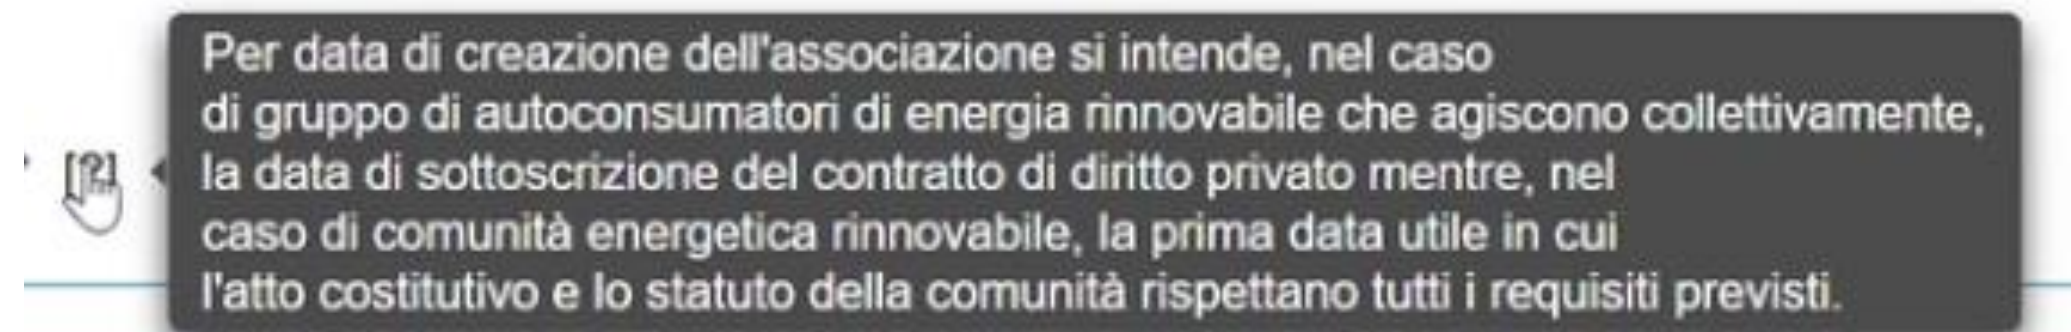 Per data di creazione dell'associazione si intende, nel caso
di gruppo di autoconsumatori di energia rinnovabile che agiscono collettivamente,
[?]
la data di sottoscrizione del contratto di diritto privato mentre, nel
caso di comunità energetica rinnovabile, la prima data utile in cui
l'atto costitutivo e lo statuto della comunità rispettano tutti i requisiti previsti.